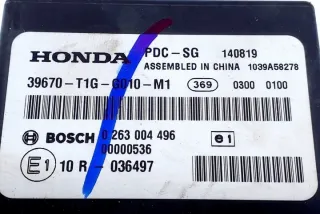 HONDA PDC-SG 140819
ASSEMBLED IN CHINA 1039A58278
39670-T1G-G010-M1 369 0300 0100
BOSCH 0 263 004 496 e1
00000536
E1 10 R - 036497